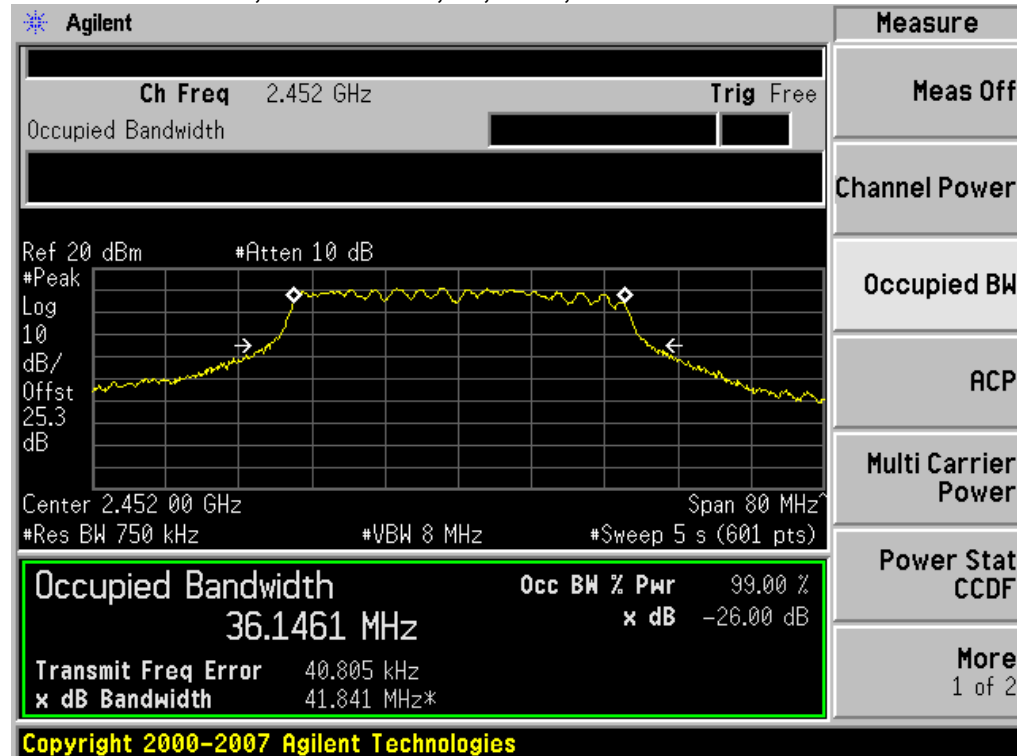 Agilent
Measure
Ch Freq 2.452 GHz Trig Free
Occupied Bandwidth
Meas Off
Channel Power
Occupied BW
ACP
Multi Carrier
Power
Power Stat
CCDF
More
1 of 2
Ref 20 dBm #Atten 10 dB
#Peak
Log
10
dB/
Offst
25.3
dB
Center 2.452 00 GHz Span 80 MHz^
#Res BW 750 kHz #VBW 8 MHz #Sweep 5 s (601 pts)
Occupied Bandwidth Occ BW % Pwr 99.00 %
36.1461 MHz x dB -26.00 dB
Transmit Freq Error 40.805 kHz
x dB Bandwidth 41.841 MHz*
Copyright 2000-2007 Agilent Technologies